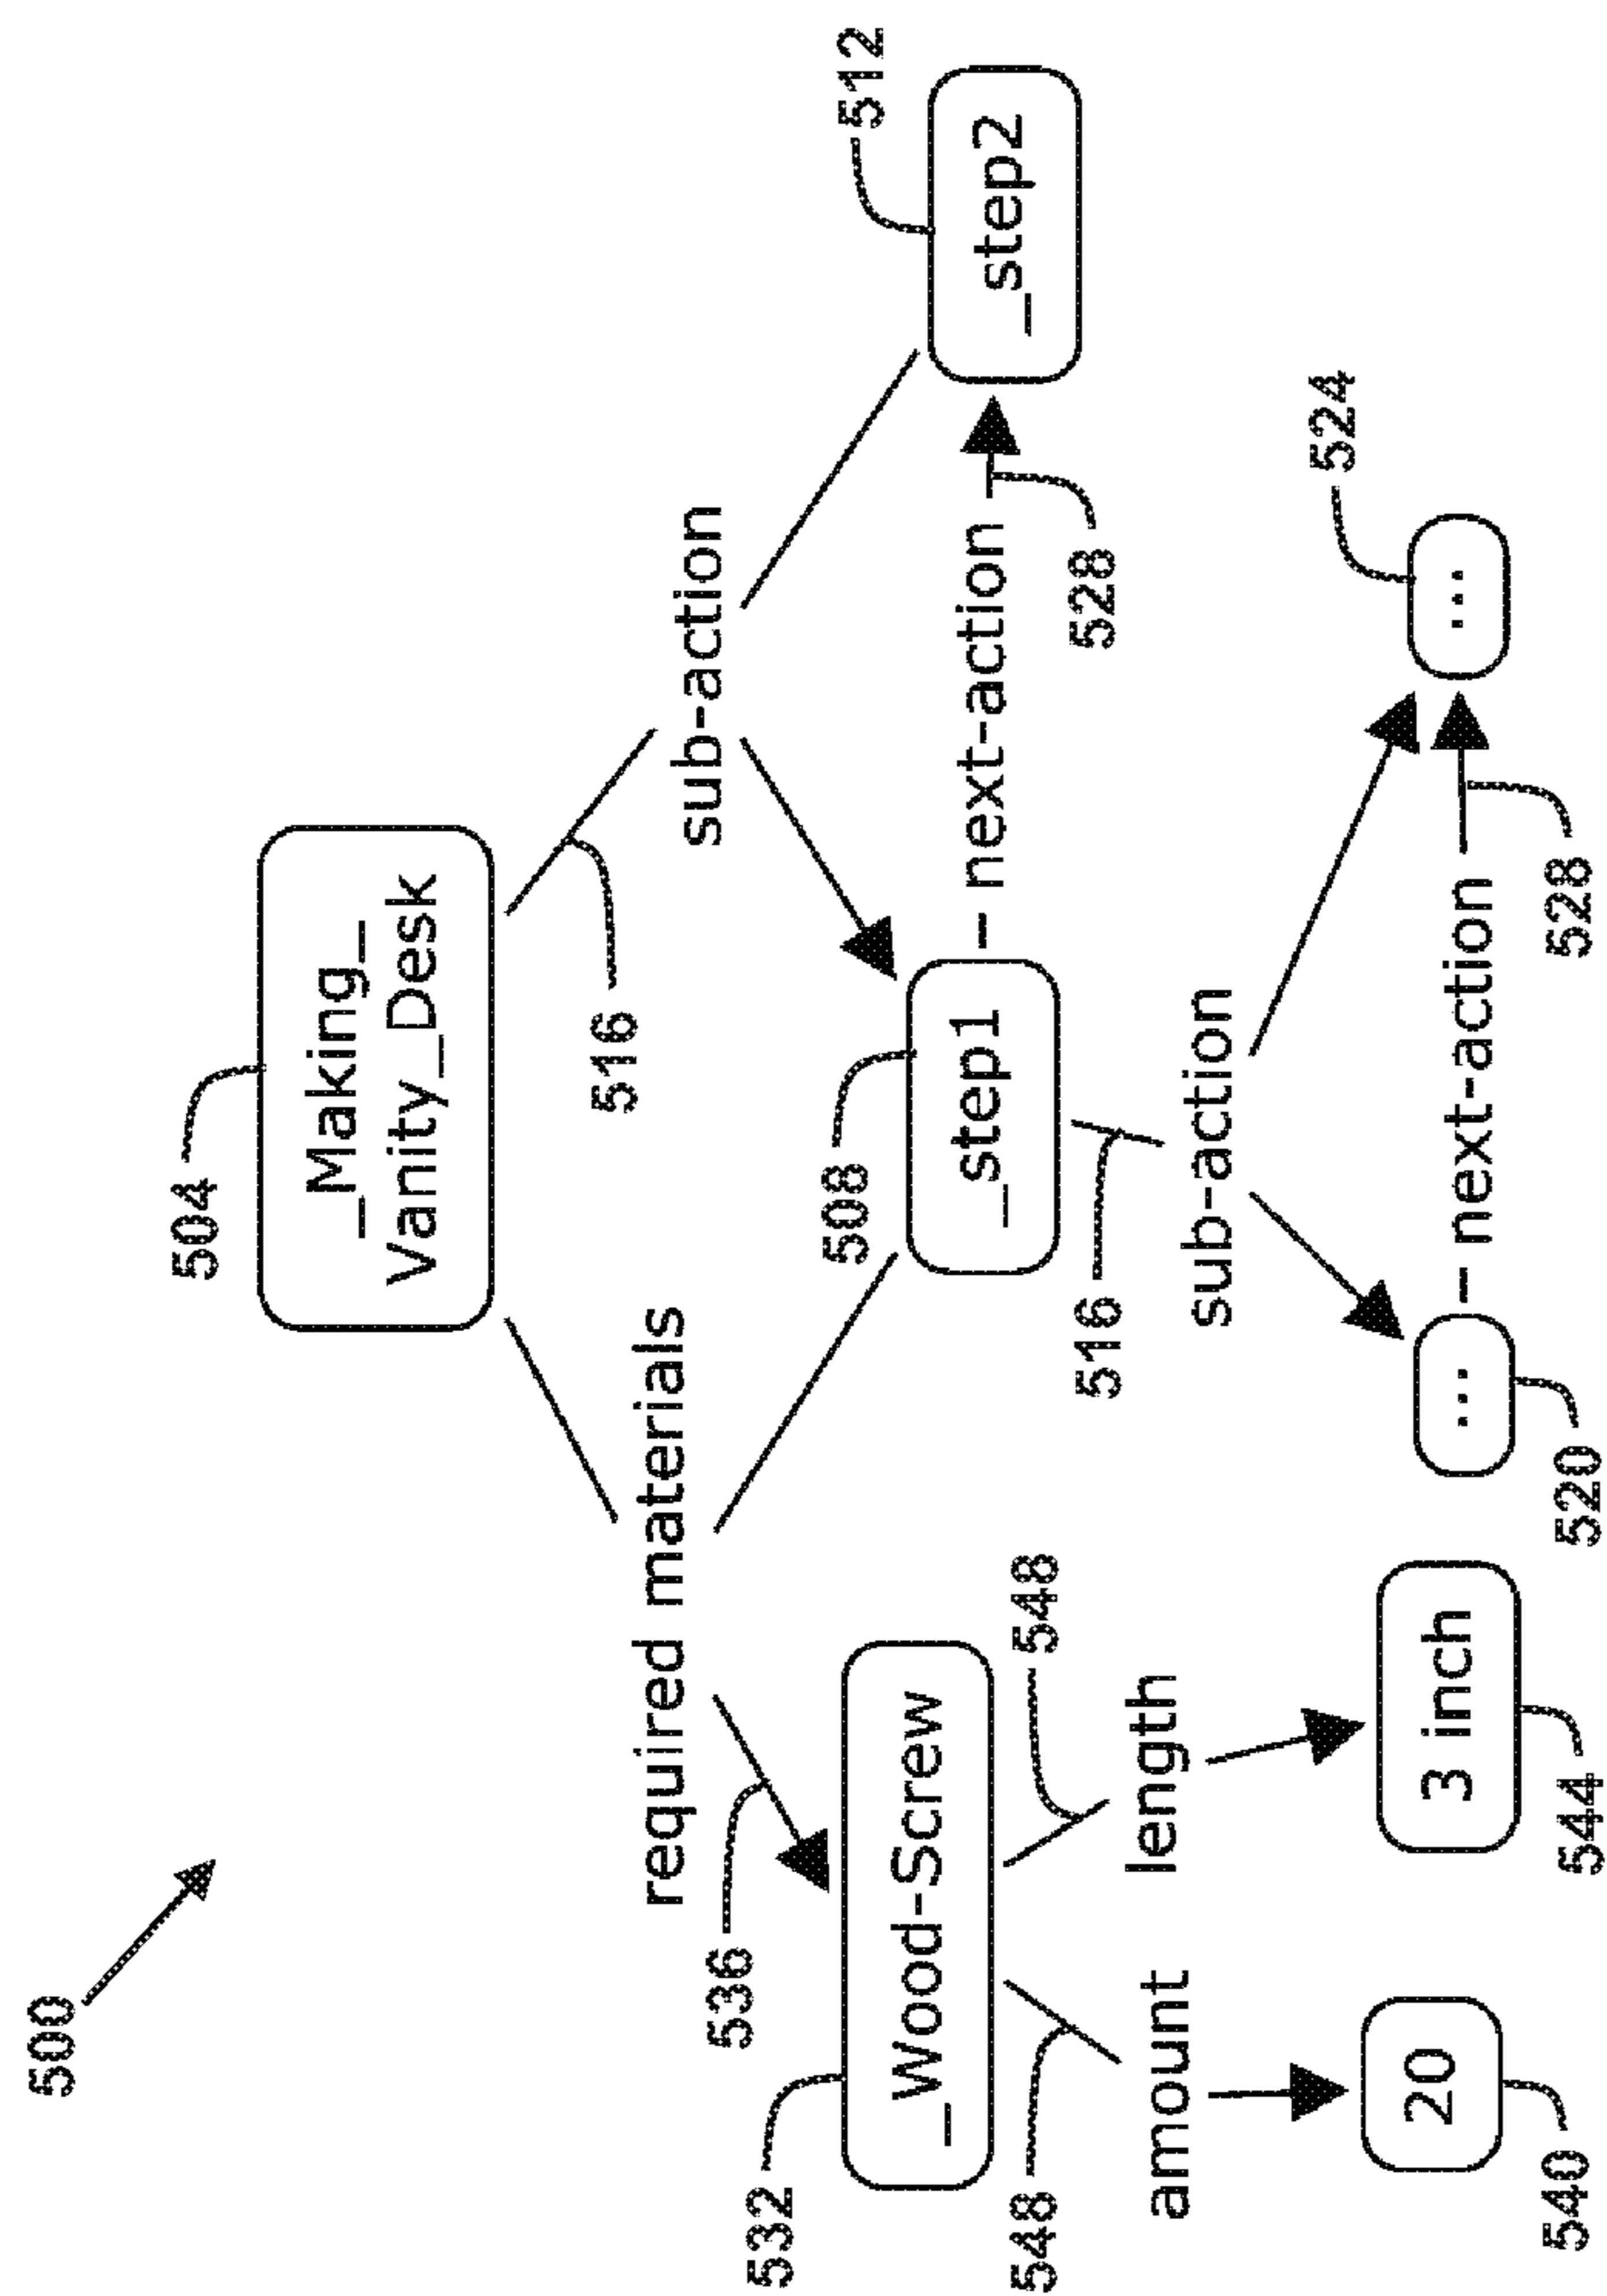 500
504
_Making_
Vanity_Desk
516
required materials
sub-action
536
532
508
512
_Wood-Screw
_step1
next-action
_step2
528
548
548
516
amount
length
sub-action
524
20
3 inch
...
next-action
...
540
544
520
528